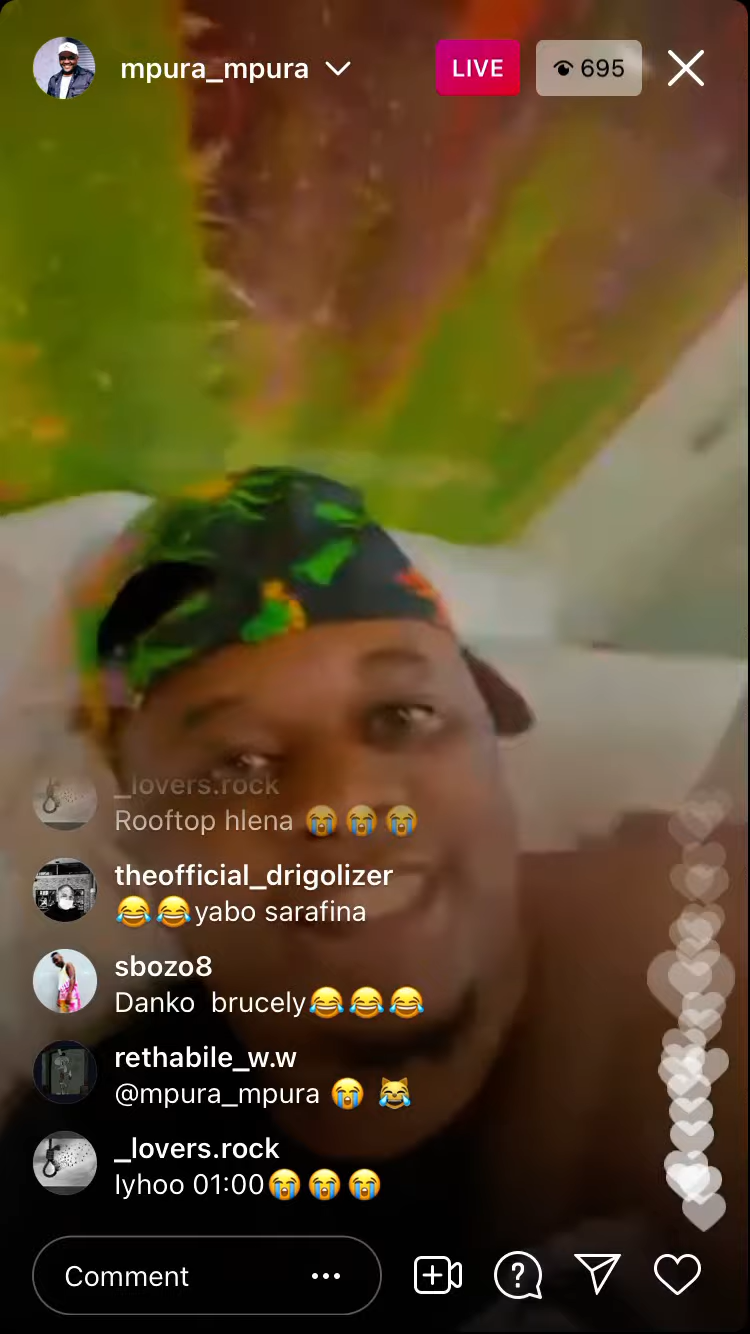 mpura_mpura
LIVE
695
_lovers.rock
Rooftop hlena 😭😭😭
theofficial_drigolizer
😂😂yabo sarafina
sbozo8
Danko  brucely😂😂😂
rethabile_w.w
@mpura_mpura 😭 😹
_lovers.rock
Iyhoo 01:00😭😭😭
Comment